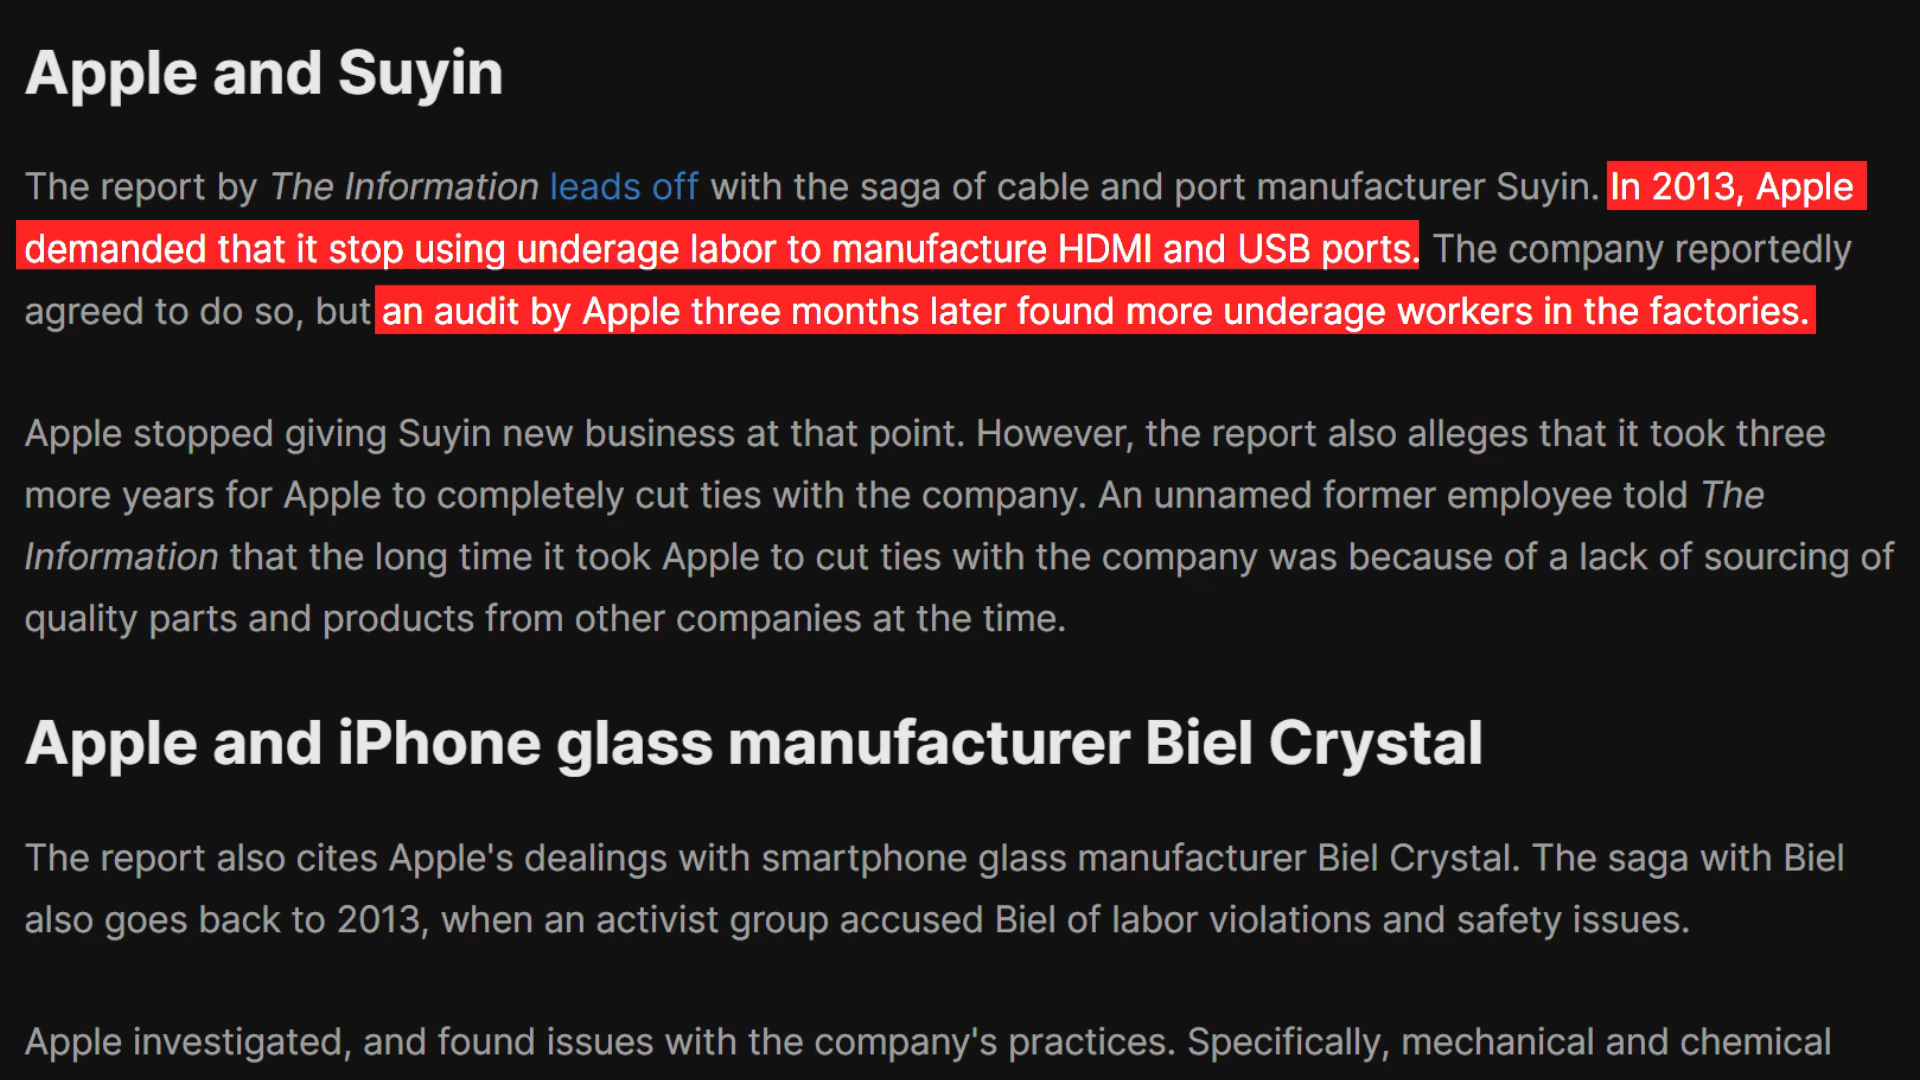 Apple and Suyin
The report by The Information leads off with the saga of cable and port manufacturer Suyin. In 2013, Apple
demanded that it stop using underage labor to manufacture HDMI and USB ports. The company reportedly
agreed to do so, but an audit by Apple three months later found more underage workers in the factories.
Apple stopped giving Suyin new business at that point. However, the report also alleges that it took three
more years for Apple to completely cut ties with the company. An unnamed former employee told The
Information that the long time it took Apple to cut ties with the company was because of a lack of sourcing of
quality parts and products from other companies at the time.
Apple and iPhone glass manufacturer Biel Crystal
The report also cites Apple's dealings with smartphone glass manufacturer Biel Crystal. The saga with Biel
also goes back to 2013, when an activist group accused Biel of labor violations and safety issues.
Apple investigated, and found issues with the company's practices. Specifically, mechanical and chemical